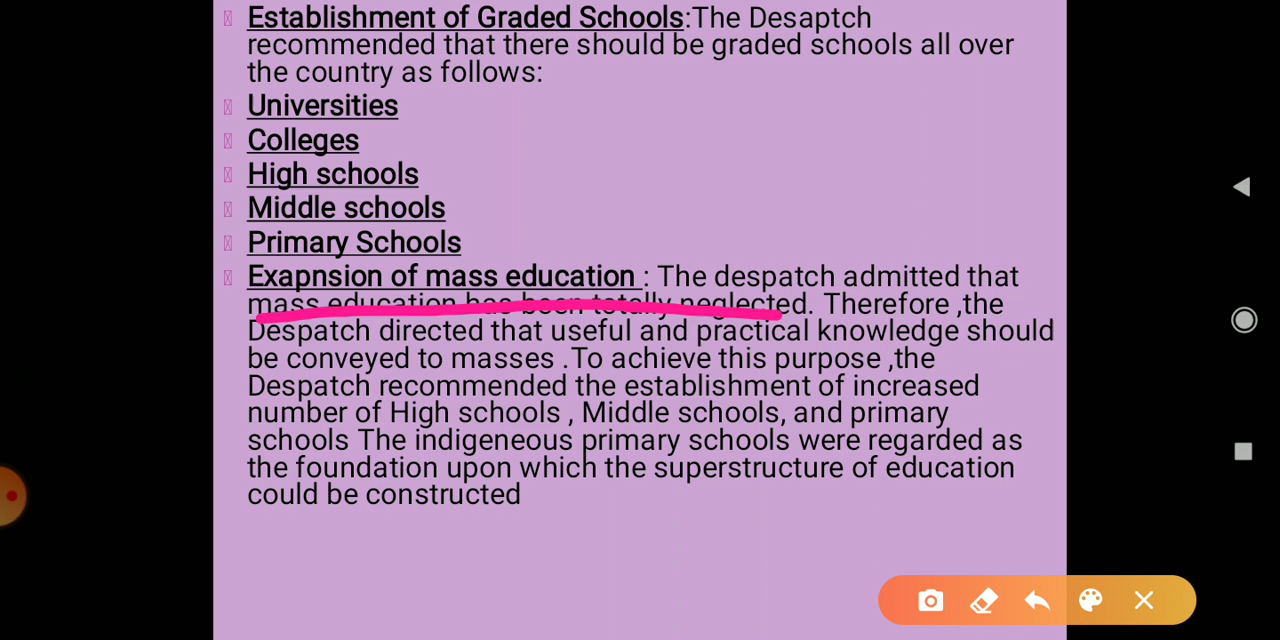 Establishment of Graded Schools:The Desaptch
recommended that there should be graded schools all over
the country as follows:
Universities
Colleges
High schools
Middle schools
Primary Schools
Exapnsion of mass education : The despatch admitted that
mass education has been totally neglected. Therefore ,the
Despatch directed that useful and practical knowledge should
be conveyed to masses .To achieve this purpose ,the
Despatch recommended the establishment of increased
number of High schools , Middle schools, and primary
schools The indigeneous primary schools were regarded as
the foundation upon which the superstructure of education
could be constructed